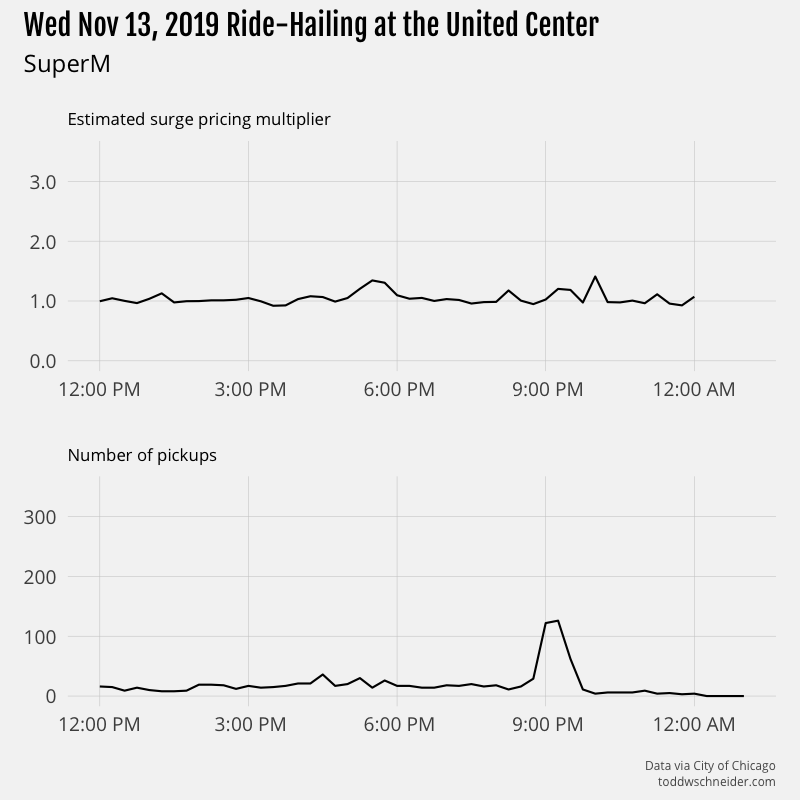 Wed Nov 13, 2019 Ride-Hailing at the United Center
SuperM
Estimated surge pricing multiplier
3.0
2.0
1.0
0.0
12:00 PM 3:00 PM 6:00 PM 9:00 PM 12:00 AM
Number of pickups
300
200
100
0
12:00 PM 3:00 PM 6:00 PM 9:00 PM 12:00 AM
Data via City of Chicago
toddwschneider.com